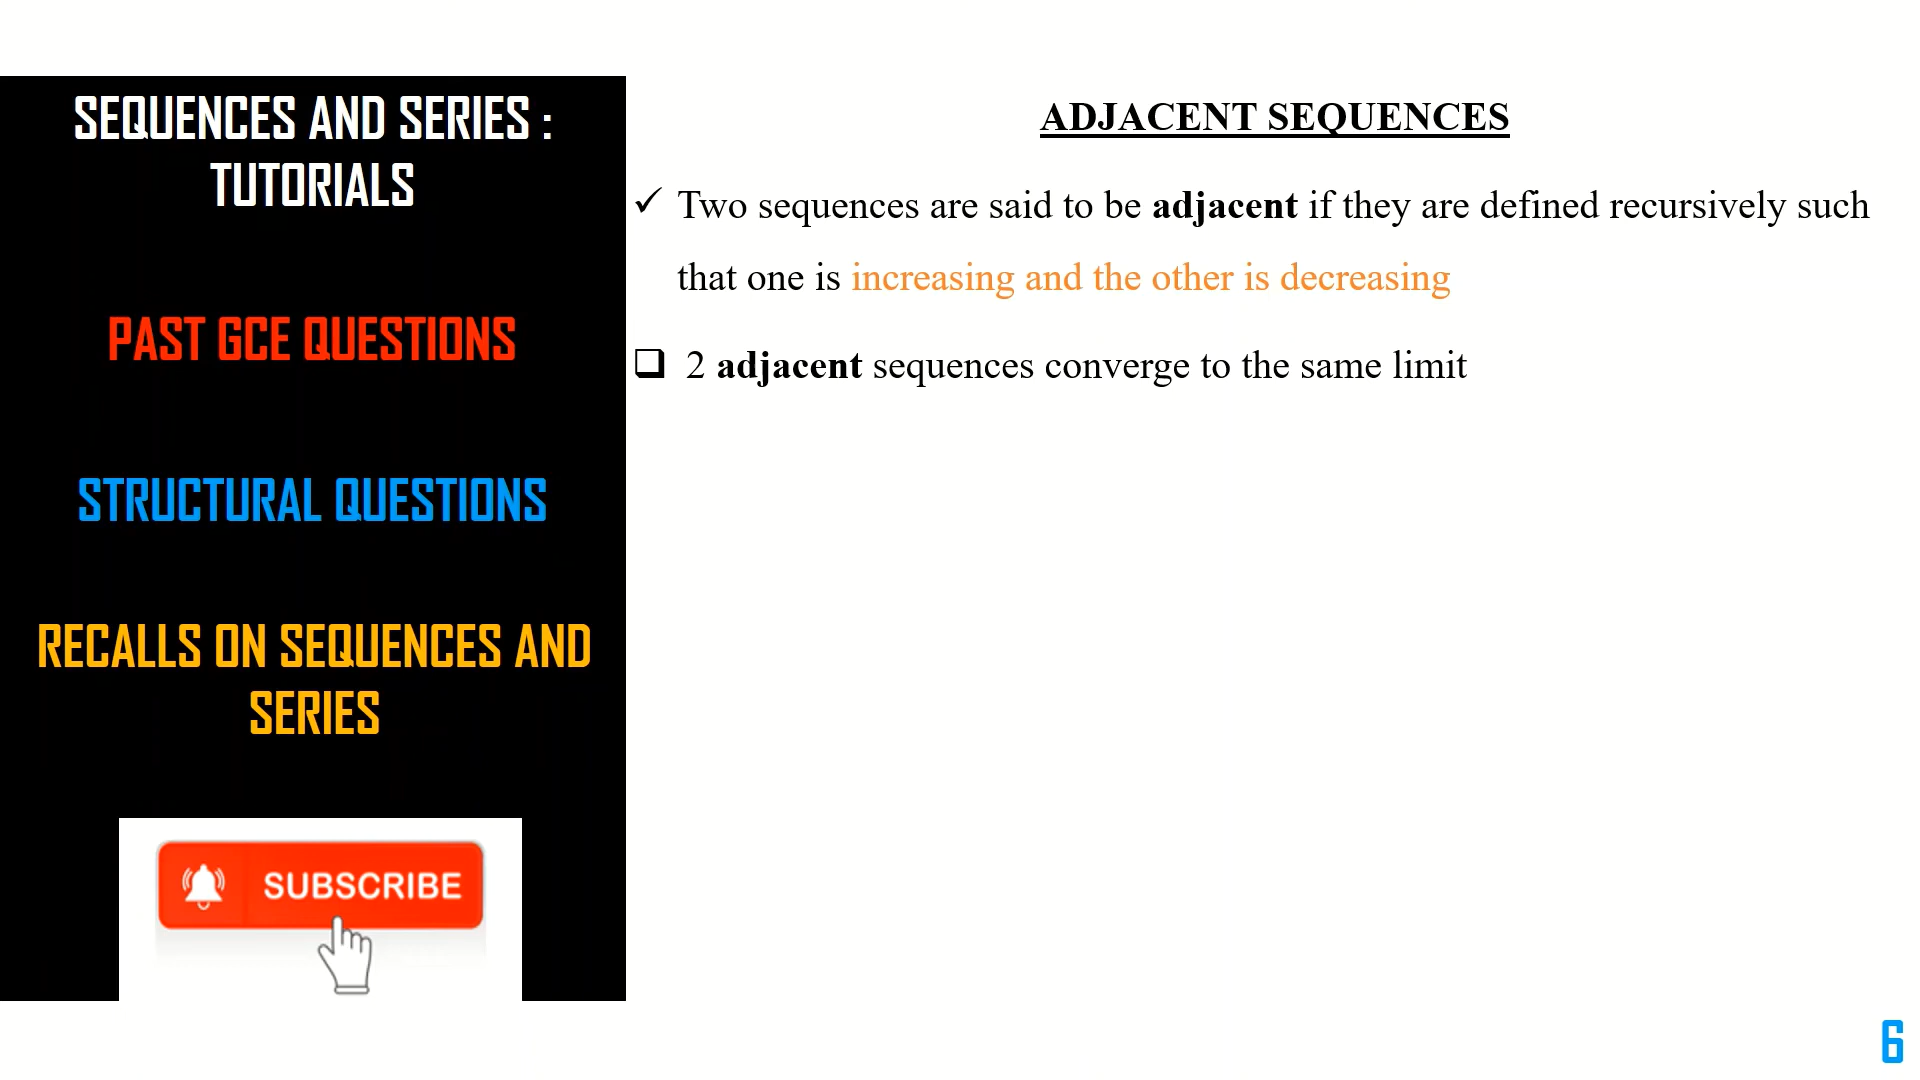 SEQUENCES AND SERIES :
TUTORIALS
PAST GCE QUESTIONS
STRUCTURAL QUESTIONS
RECALLS ON SEQUENCES AND
SERIES
SUBSCRIBE
ADJACENT SEQUENCES
✓ Two sequences are said to be adjacent if they are defined recursively such
that one is increasing and the other is decreasing
❑ 2 adjacent sequences converge to the same limit
6